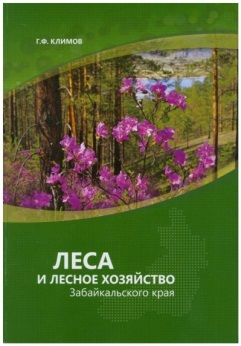 Г.Ф. КЛИМОВ
ЛЕСА
И ЛЕСНОЕ ХОЗЯЙСТВО
Забайкальского края